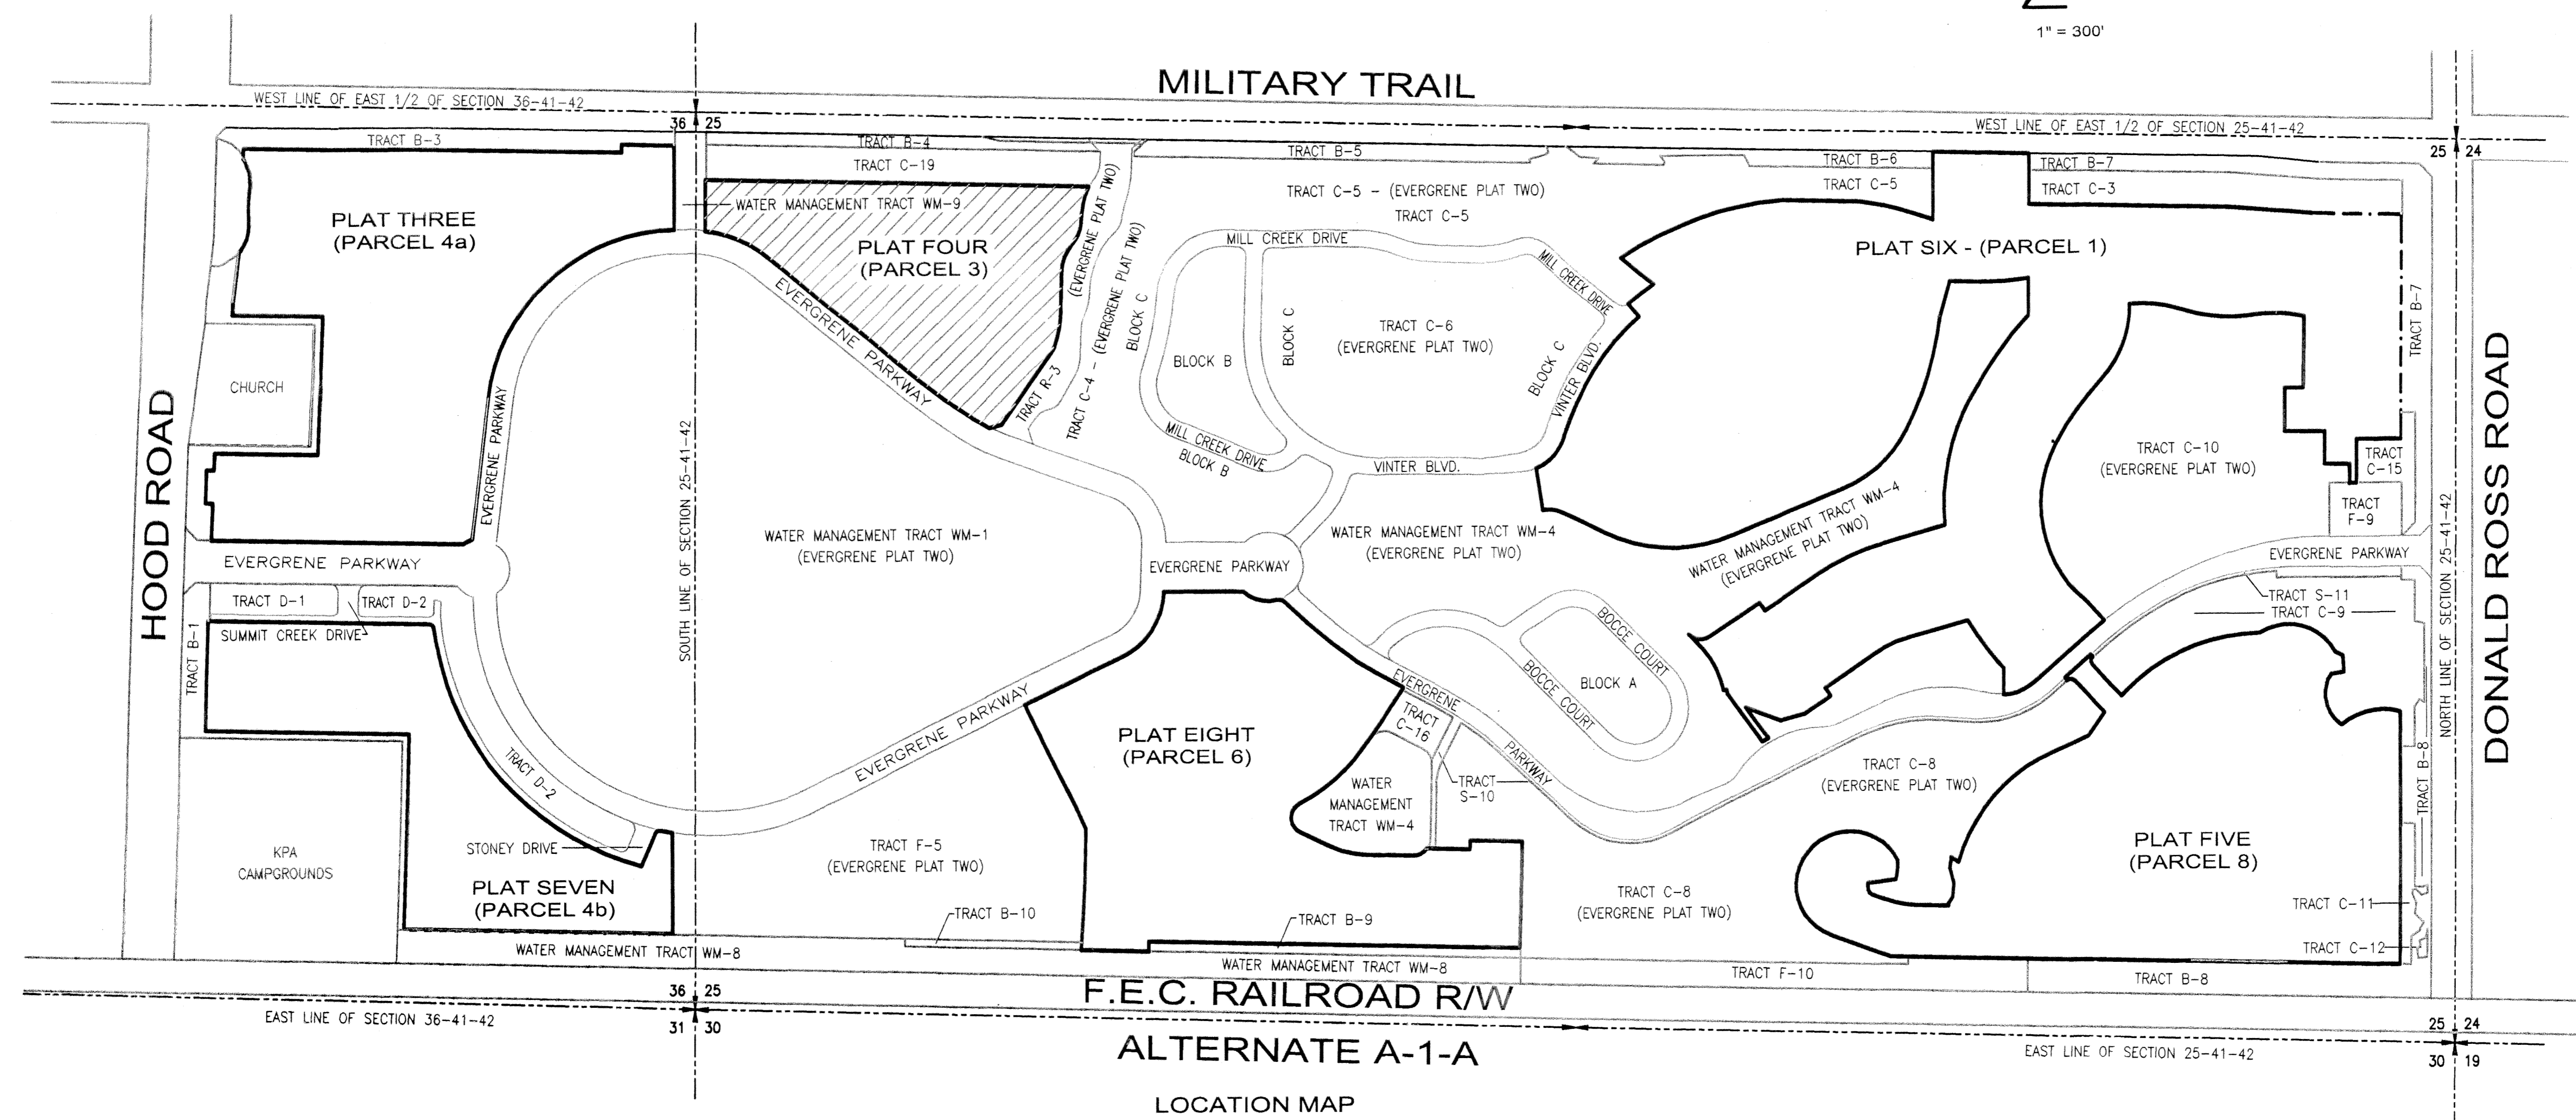 1" = 300'
MILITARY TRAIL
WEST LINE OF EAST 1/2 OF SECTION 36-41-42
36 25
WEST LINE OF EAST 1/2 OF SECTION 25-41-42
25 24
TRACT B-3
TRACT B-4
TRACT C-19
TRACT B-5
TRACT B-6
TRACT B-7
TRACT C-5 - (EVERGRENE PLAT TWO)
TRACT C-5
TRACT C-5
TRACT C-3
WATER MANAGEMENT TRACT WM-9
PLAT THREE
(PARCEL 4a)
PLAT FOUR
(PARCEL 3)
(EVERGRENE PLAT TWO)
TRACT R-3
TRACT C-4 - (EVERGRENE PLAT TWO)
BLOCK C
MILL CREEK DRIVE
MILL CREEK DRIVE
PLAT SIX - (PARCEL 1)
EVERGRENE PARKWAY
BLOCK B
BLOCK C
TRACT C-6
(EVERGRENE PLAT TWO)
BLOCK C
VINTER BLVD.
TRACT B-7
CHURCH
HOOD ROAD
EVERGRENE PARKWAY
SOUTH LINE OF SECTION 25-41-42
MILL CREEK DRIVE
BLOCK B
VINTER BLVD.
TRACT C-10
(EVERGRENE PLAT TWO)
TRACT
C-15
TRACT
F-9
DONALD ROSS ROAD
NORTH LINE OF SECTION 25-41-42
WATER MANAGEMENT TRACT WM-1
(EVERGRENE PLAT TWO)
WATER MANAGEMENT TRACT WM-4
(EVERGRENE PLAT TWO)
WATER MANAGEMENT TRACT WM-4
(EVERGRENE PLAT TWO)
EVERGRENE PARKWAY
EVERGRENE PARKWAY
EVERGRENE PARKWAY
TRACT D-1
TRACT D-2
SUMMIT CREEK DRIVE
TRACT S-11
TRACT C-9
TRACT B-1
BOCCE COURT
BOCCE COURT
BLOCK A
EVERGRENE
PARKWAY
EVERGRENE PARKWAY
TRACT
C-16
TRACT
S-10
PLAT EIGHT
(PARCEL 6)
TRACT D-2
WATER
MANAGEMENT
TRACT WM-4
TRACT C-8
(EVERGRENE PLAT TWO)
TRACT B-8
STONEY DRIVE
KPA
CAMPGROUNDS
TRACT F-5
(EVERGRENE PLAT TWO)
PLAT FIVE
(PARCEL 8)
PLAT SEVEN
(PARCEL 4b)
TRACT C-8
(EVERGRENE PLAT TWO)
TRACT B-10
TRACT B-9
TRACT C-11
TRACT C-12
WATER MANAGEMENT TRACT WM-8
WATER MANAGEMENT TRACT WM-8
TRACT F-10
TRACT B-8
36 25
F.E.C. RAILROAD R/W
EAST LINE OF SECTION 36-41-42
31 30
25 24
ALTERNATE A-1-A
EAST LINE OF SECTION 25-41-42
30 19
LOCATION MAP